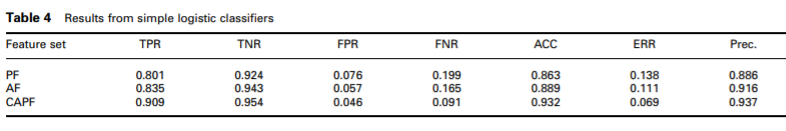 Table 4 Results from simple logistic classifiers
Feature set TPR TNR FPR FNR ACC ERR Prec.
PF 0.801 0.924 0.076 0.199 0.863 0.138 0.886
AF 0.835 0.943 0.057 0.165 0.889 0.111 0.916
CAPF 0.909 0.954 0.046 0.091 0.932 0.069 0.937